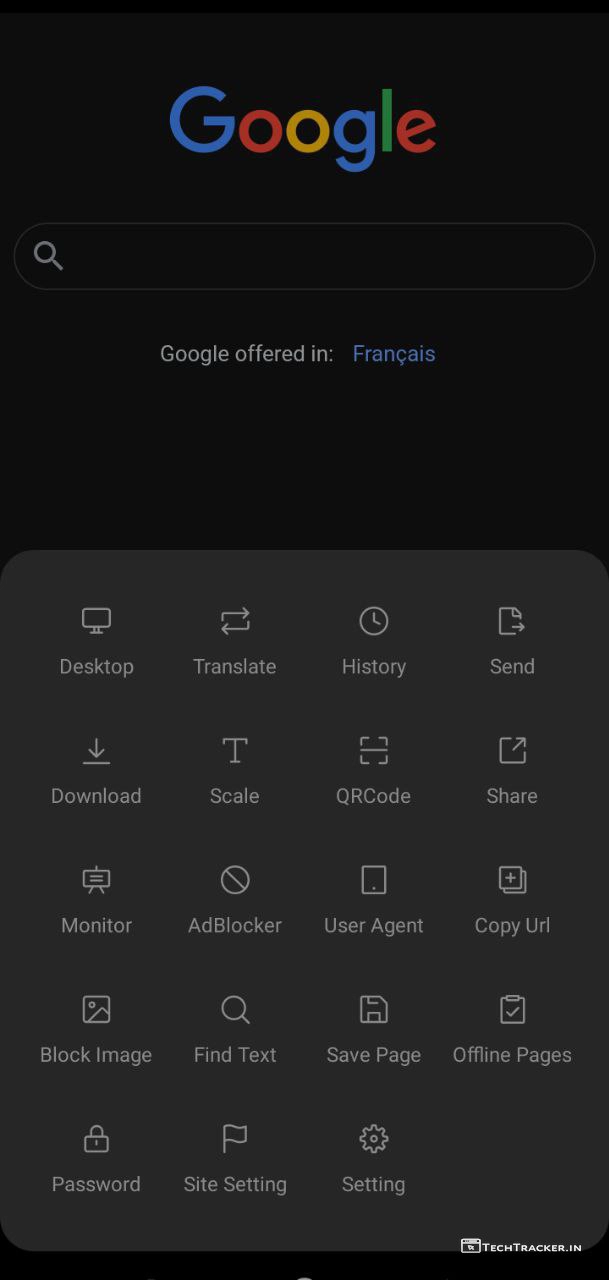 Google
Google offered in: Français
Desktop Translate History Send
Download Scale QRCode Share
Monitor AdBlocker User Agent Copy Url
Block Image Find Text Save Page Offline Pages
Password Site Setting Setting
TechTracker.in